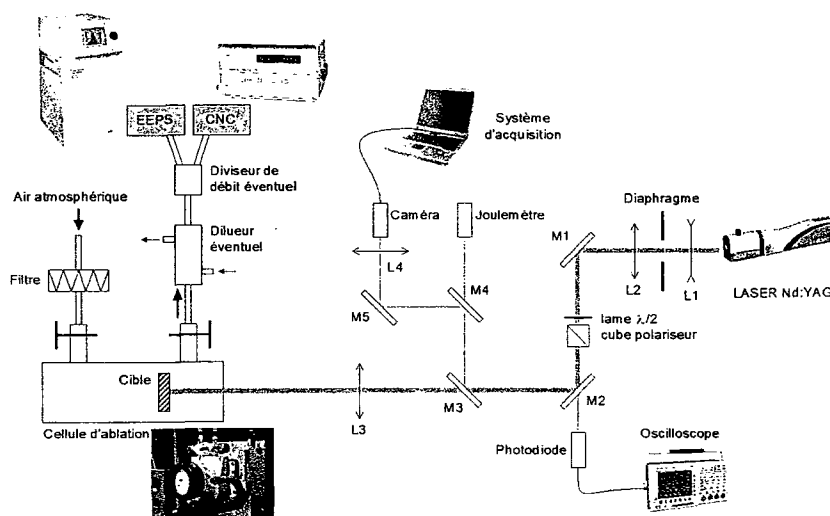 EEPS
CNC
Système
d'acquisition
Diviseur de
débit éventuel
Air atmosphérique
Diaphragme
Caméra
Joulemètre
Dilueur
éventuel
M1
Filtre
L4
L2
L1
LASER Nd:YAG
M5
M4
lame λ/2
cube polariseur
Cible
M3
M2
L3
Cellule d'ablation
Photodiode
Oscilloscope